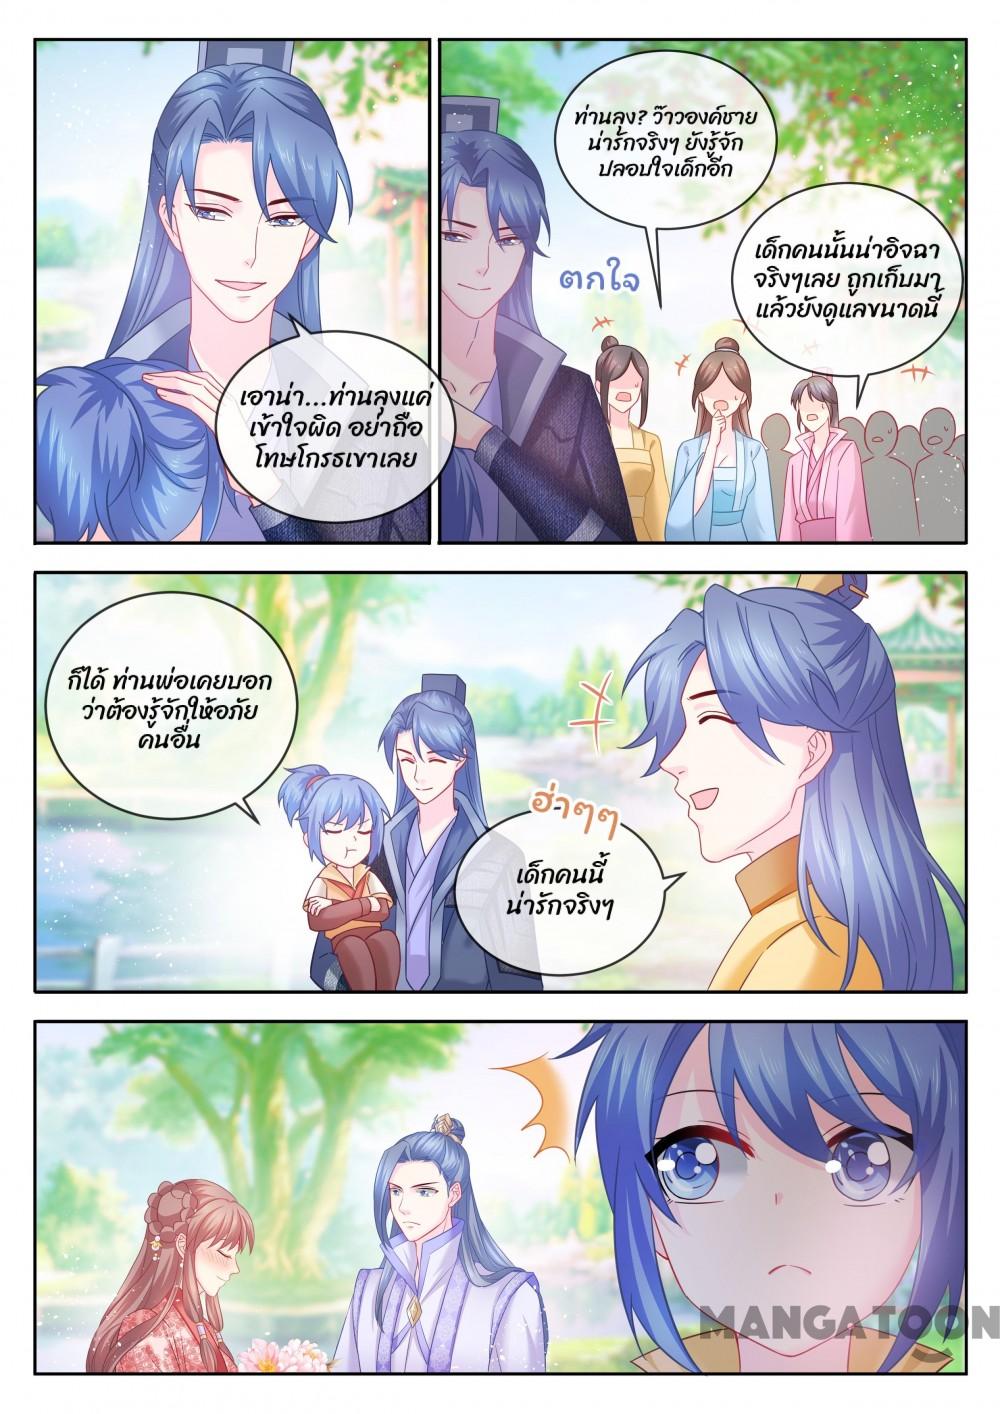 เอาน่า...ท่านลุงแค่
เข้าใจผิด อย่าถือ
โทษโกรธเขาเลย
ท่านลุง? ว๊าวองค์ชาย
น่ารักจริงๆ ยังรู้จัก
ปลอบใจเด็กอีก
ตกใจ
เด็กคนนั้นน่าอิจฉา
จริงๆเลย ถูกเก็บมา
แล้วยังดูแลขนาดนี้
ก็ได้ ท่านพ่อเคยบอก
ว่าต้องรู้จักให้อภัย
คนอื่น
ฮ่าๆๆ
เด็กคนนี้
น่ารักจริงๆ
MANGATOON